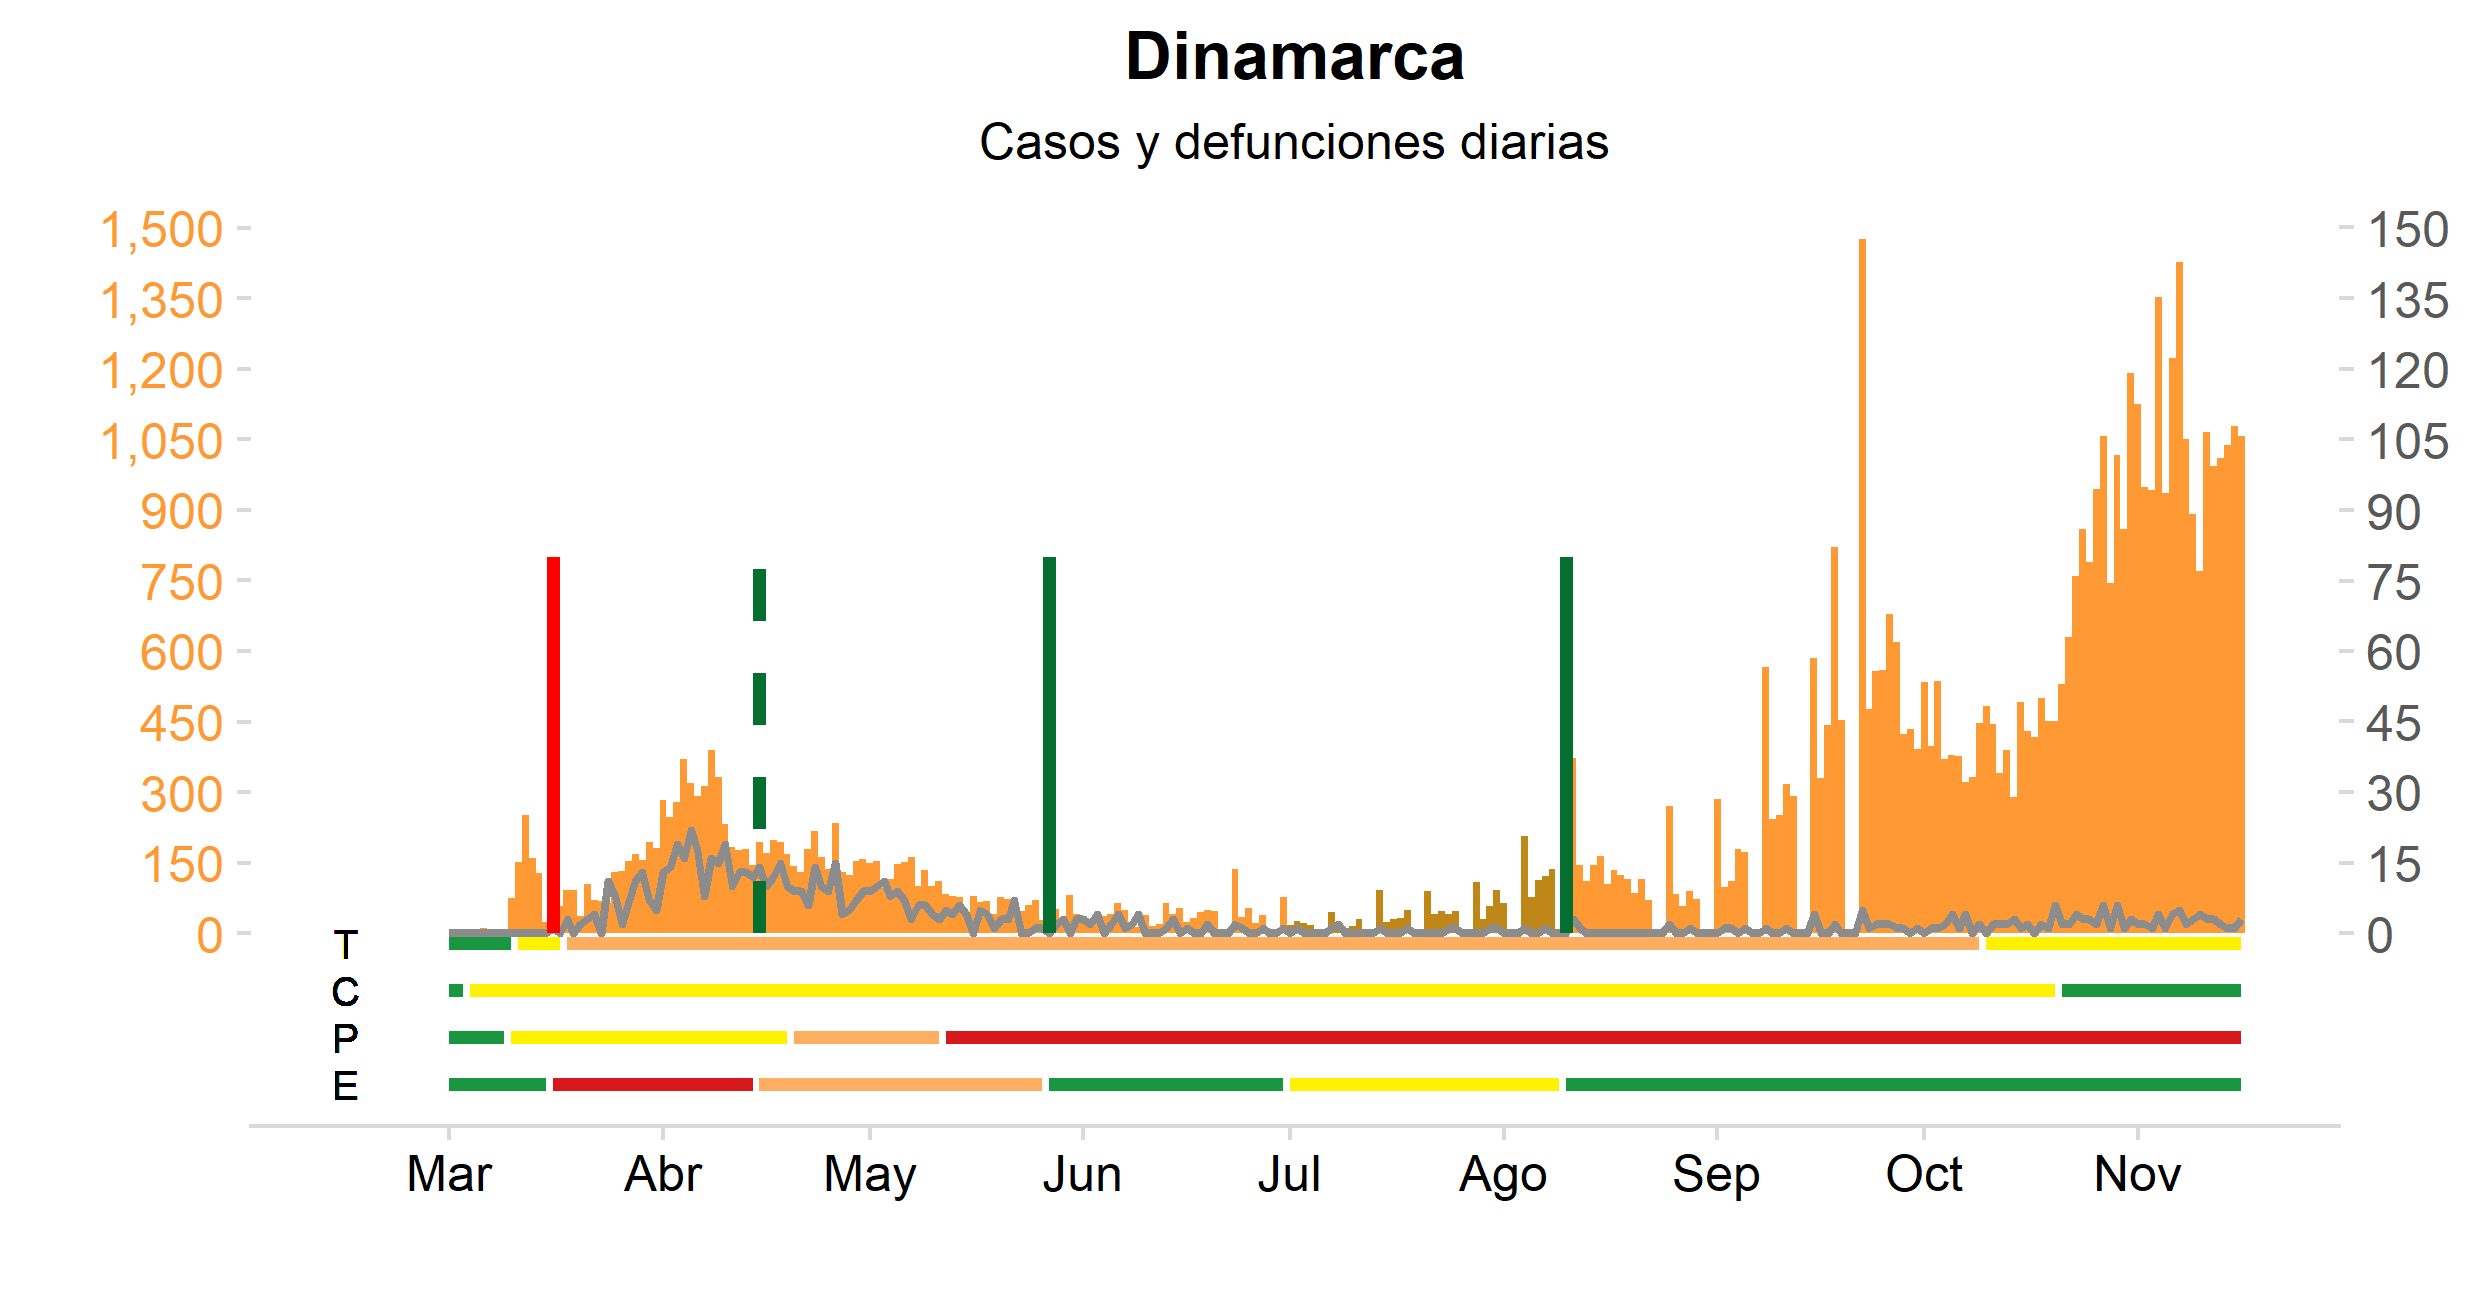 Dinamarca
Casos y defunciones diarias
1,500 150
1,350 135
1,200 120
1,050 105
900 90
750 75
600 60
450 45
300 30
150 15
0 0
T
C
P
E
Mar Abr May Jun Jul Ago Sep Oct Nov